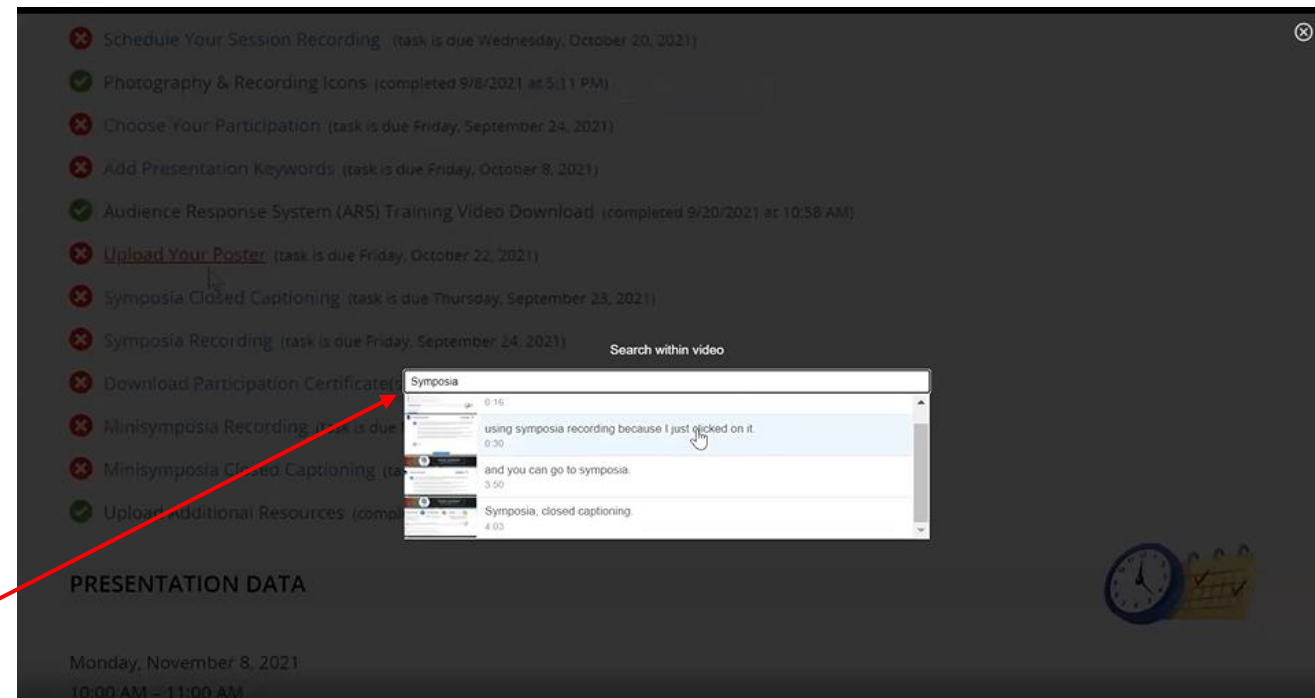 Schedule Your Session Recording (task is due Wednesday, October 20, 2021)
Photography & Recording Icons (completed 9/8/2021 at 5:11 PM)
Choose Your Participation (task is due Friday, September 24, 2021)
Add Presentation Keywords (task is due Friday, October 8, 2021)
Audience Response System (ARS) Training Video Download (completed 9/20/2021 at 10:58 AM)
Upload Your Poster (task is due Friday, October 22, 2021)
Symposia Closed Captioning (task is due Thursday, September 23, 2021)
Symposia Recording (task is due Friday, September 24, 2021)
Search within video
Download Participation Certificate(s
Symposia
0:16
Minisymposia Recording (task is due
using symposia recording because I just clicked on it.
0:30
Minisymposia Closed Captioning (ta
and you can go to symposia.
3:50
Upload Additional Resources (compl
Symposia, closed captioning.
4:03
PRESENTATION DATA
Monday, November 8, 2021
10:00 AM – 11:00 AM